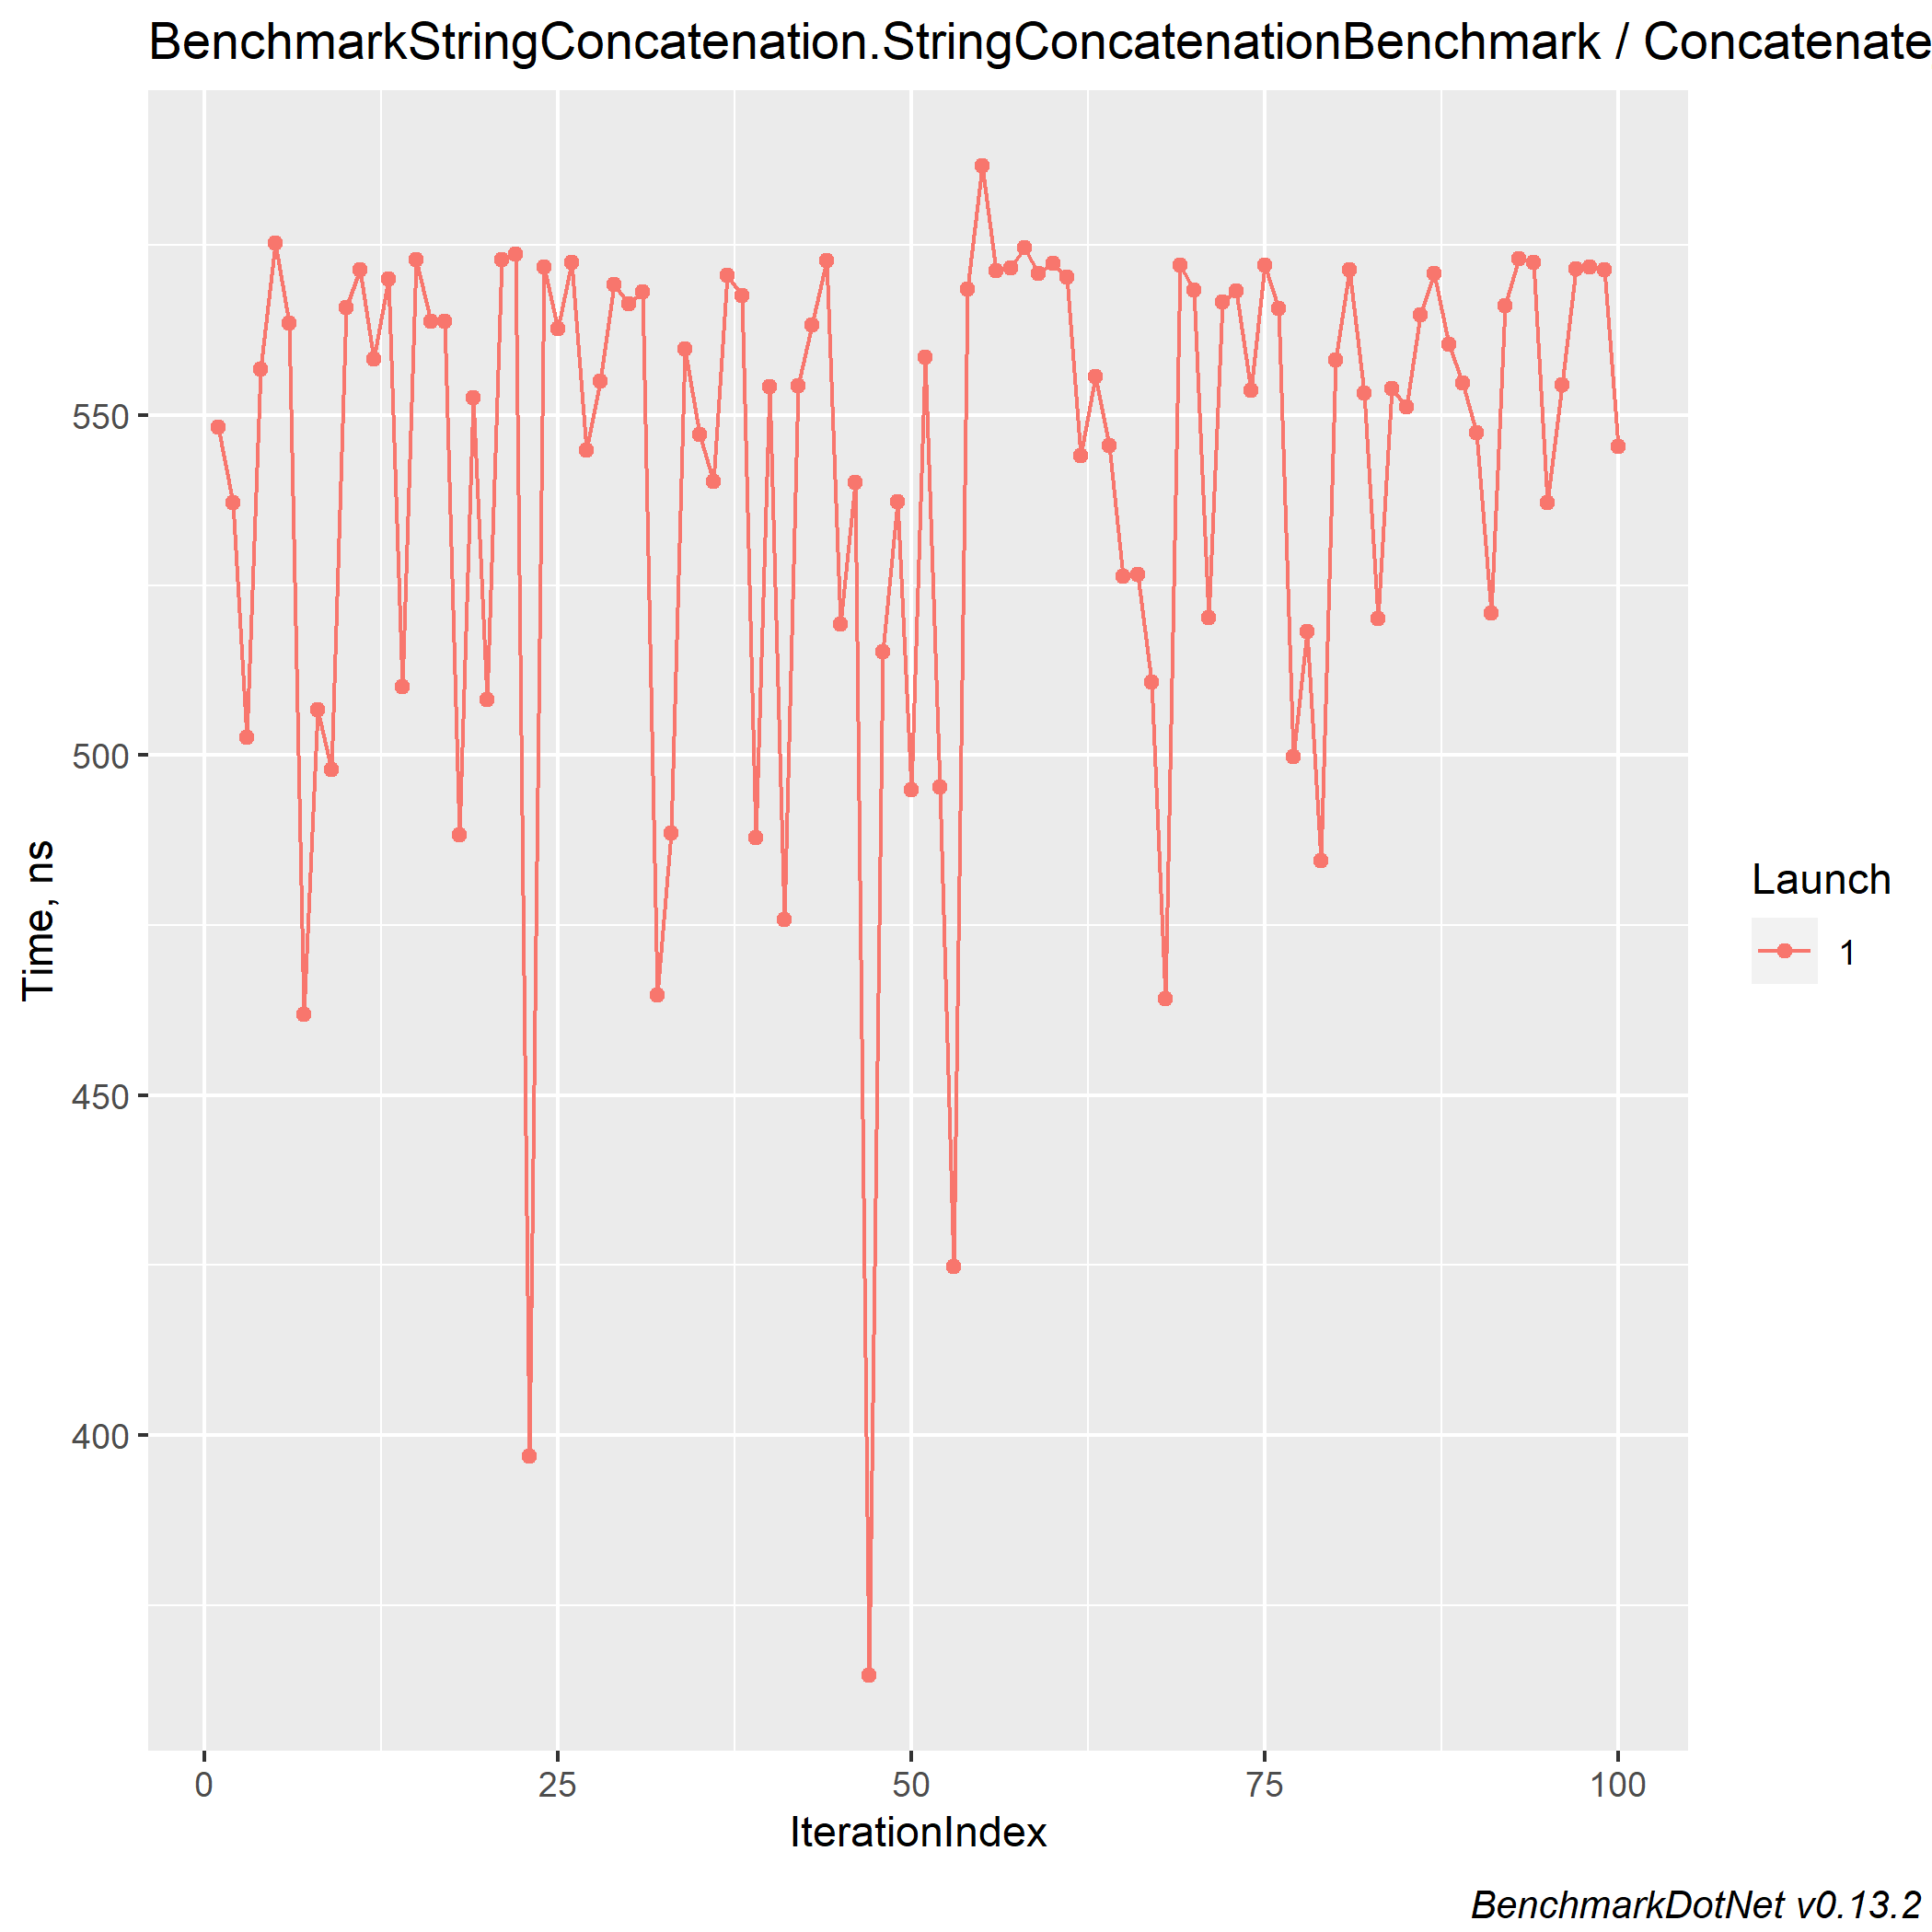 BenchmarkStringConcatenation.StringConcatenationBenchmark / Concatenate
550
500
450
400
Time, ns
0 25 50 75 100
IterationIndex
Launch
1
BenchmarkDotNet v0.13.2